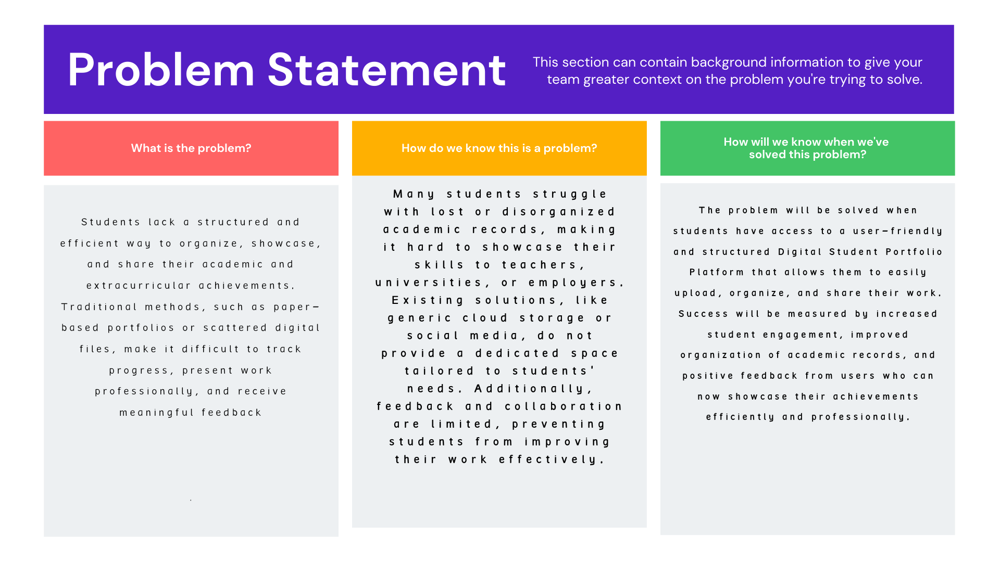 Problem Statement
This section can contain background information to give your
team greater context on the problem you're trying to solve.
What is the problem?
Students lack a structured and
efficient way to organize, showcase,
and share their academic and
extracurricular achievements.
Traditional methods, such as paper-
based portfolios or scattered digital
files, make it difficult to track
progress, present work
professionally, and receive
meaningful feedback
.
How do we know this is a problem?
Many students struggle
with lost or disorganized
academic records, making
it hard to showcase their
skills to teachers,
universities, or employers.
Existing solutions, like
generic cloud storage or
social media, do not
provide a dedicated space
tailored to students'
needs. Additionally,
feedback and collaboration
are limited, preventing
students from improving
their work effectively.
How will we know when we've
solved this problem?
The problem will be solved when
students have access to a user-friendly
and structured Digital Student Portfolio
Platform that allows them to easily
upload, organize, and share their work.
Success will be measured by increased
student engagement, improved
organization of academic records, and
positive feedback from users who can
now showcase their achievements
efficiently and professionally.